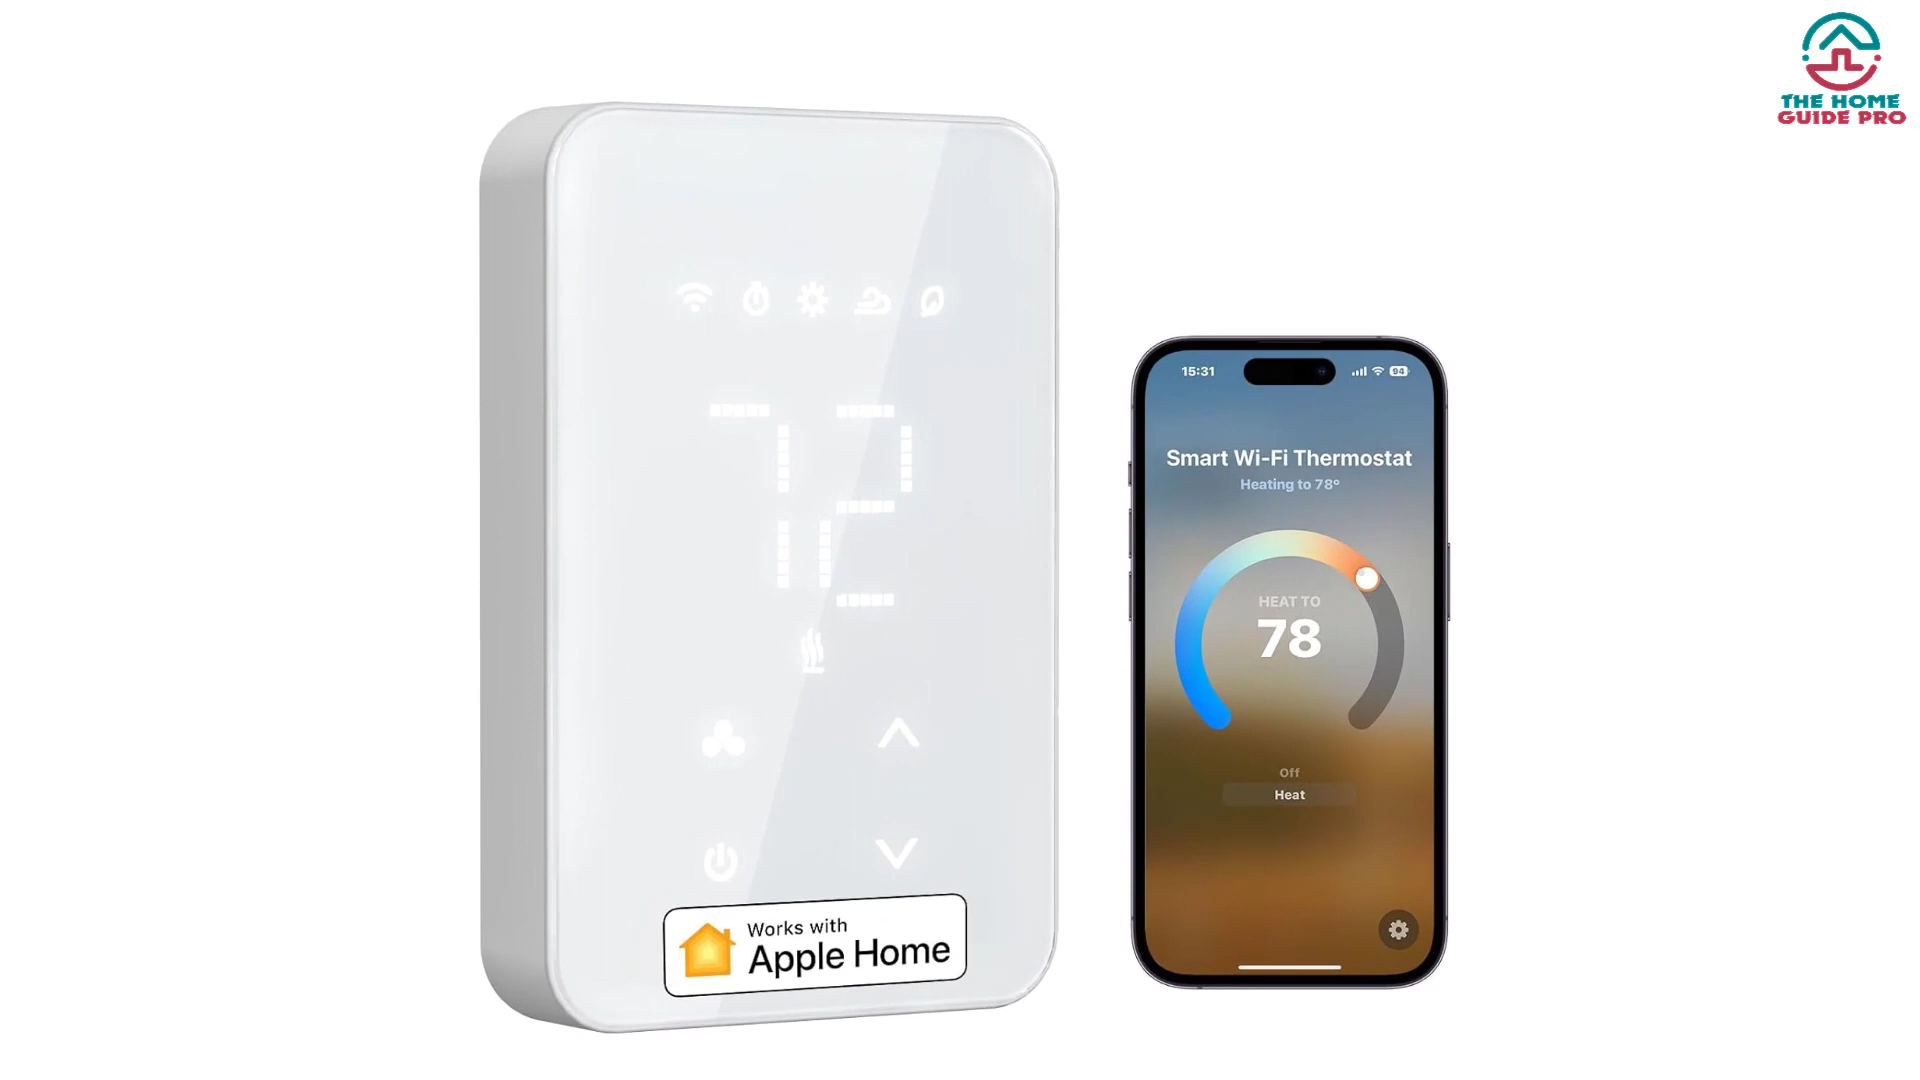 THE HOME
GUIDE PRO
72
Works with
Apple Home
15:31
94
Smart Wi-Fi Thermostat
Heating to 78°
HEAT TO
78
Off
Heat